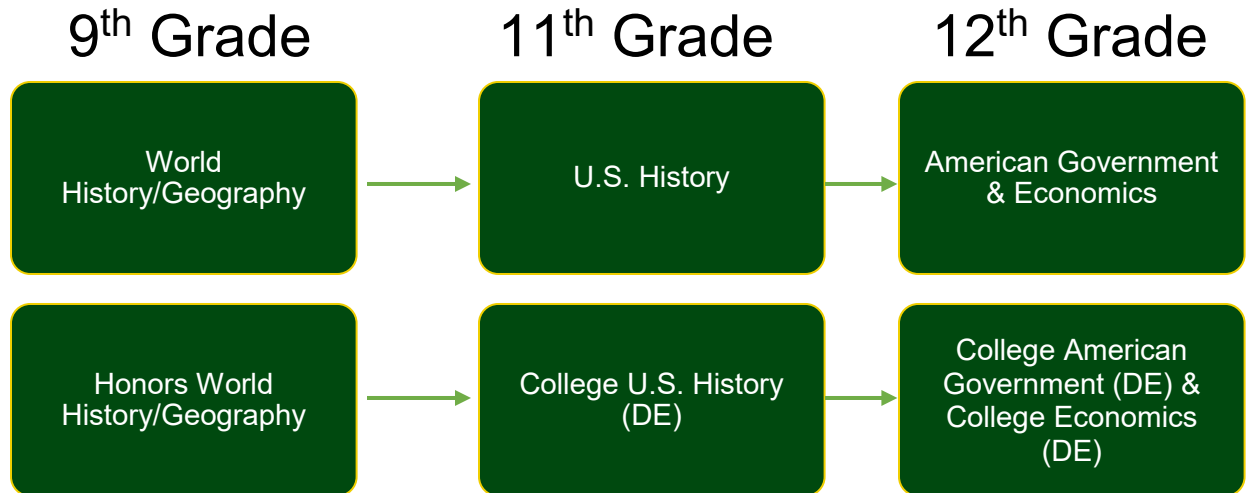 9th Grade
11th Grade
12th Grade
World
History/Geography
U.S. History
American Government
& Economics
Honors World
History/Geography
College U.S. History
(DE)
College American
Government (DE) &
College Economics
(DE)